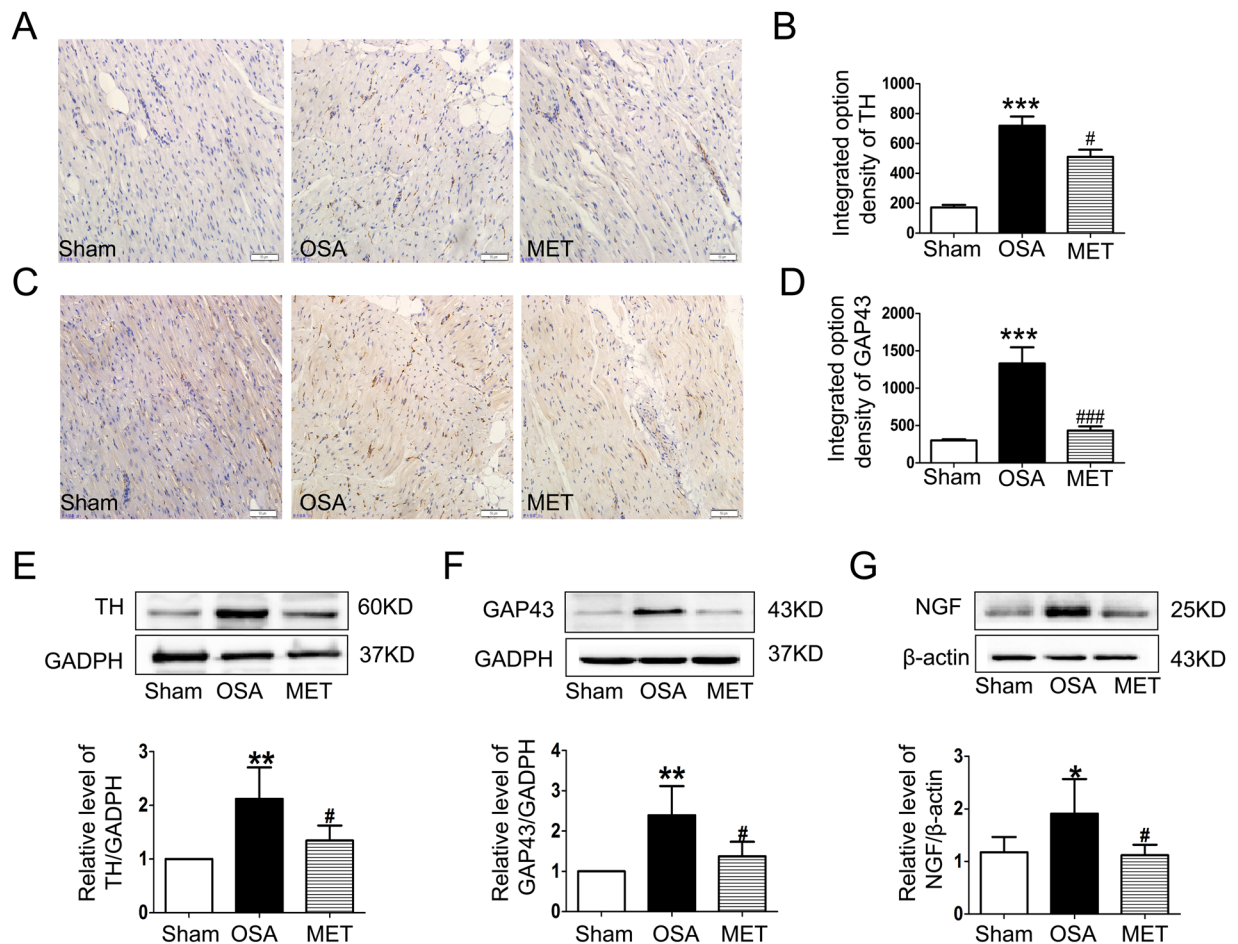 A
Sham
OSA
MET
B
Integrated option
density of TH
1000
800
600
400
200
0
***
#
Sham
OSA
MET
C
Sham
OSA
MET
D
Integrated option
density of GAP43
2000
1500
1000
500
0
***
###
Sham
OSA
MET
E
TH
60KD
GADPH
37KD
Sham OSA MET
Relative level of
TH/GADPH
3
2
1
0
**
#
Sham OSA MET
F
GAP43
43KD
GADPH
37KD
Sham OSA MET
Relative level of
GAP43/GADPH
4
3
2
1
0
**
#
Sham OSA MET
G
NGF
25KD
β-actin
43KD
Sham OSA MET
Relative level of
NGF/β-actin
3
2
1
0
*
#
Sham OSA MET